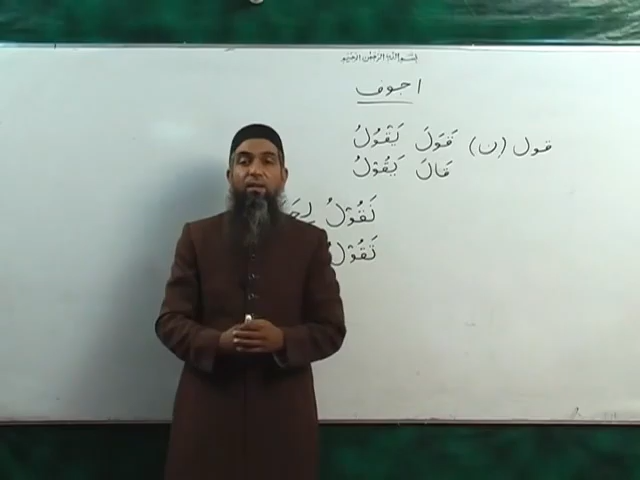 بسم الله الرحمن الرحيم
اجوف
قول (ن) قَوَلَ يَقْوُلُ
قَالَ يَقُوْلُ
نَقُوْلُ
تَقُوْلُ